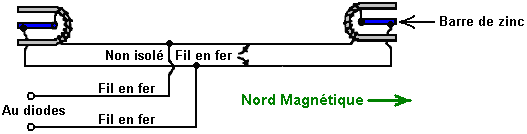 Barre de zinc
Non isolé Fil en fer
Fil en fer
Au diodes
Nord Magnétique
Fil en fer